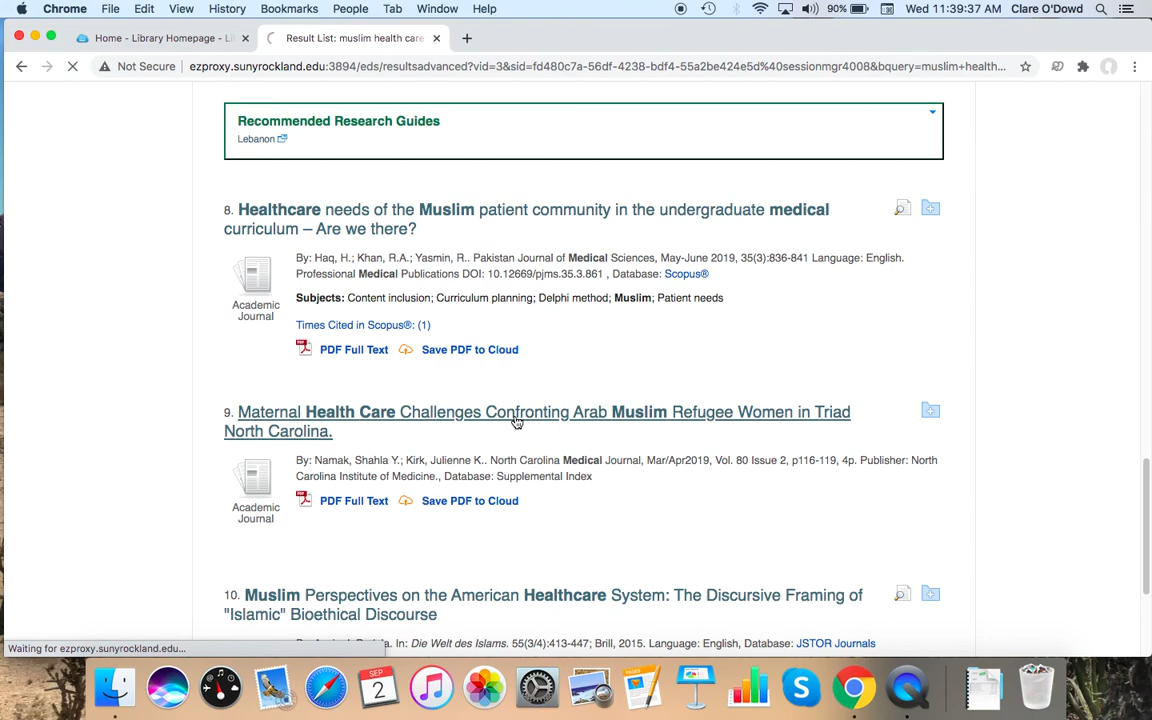 Chrome File Edit View History Bookmarks People Tab Window Help 90% Wed 11:39:37 AM Clare O'Dowd
Home - Library Homepage - Li Result List: muslim health care
Not Secure ezproxy.sunyrockland.edu:3894/eds/resultsadvanced?vid=3&sid=fd480c7a-56df-4238-bdf4-55a2be424e5d%40sessionmgr4008&bquery=muslim+health...
Recommended Research Guides
Lebanon
8. Healthcare needs of the Muslim patient community in the undergraduate medical
curriculum – Are we there?
By: Haq, H.; Khan, R.A.; Yasmin, R.. Pakistan Journal of Medical Sciences, May-June 2019, 35(3):836-841 Language: English.
Professional Medical Publications DOI: 10.12669/pjms.35.3.861 , Database: Scopus®
Academic
Journal
Subjects: Content inclusion; Curriculum planning; Delphi method; Muslim; Patient needs
Times Cited in Scopus®: (1)
PDF PDF Full Text Save PDF to Cloud
9. Maternal Health Care Challenges Confronting Arab Muslim Refugee Women in Triad
North Carolina.
By: Namak, Shahla Y.; Kirk, Julienne K.. North Carolina Medical Journal, Mar/Apr2019, Vol. 80 Issue 2, p116-119, 4p. Publisher: North
Carolina Institute of Medicine., Database: Supplemental Index
PDF PDF Full Text Save PDF to Cloud
Academic
Journal
10. Muslim Perspectives on the American Healthcare System: The Discursive Framing of
"Islamic" Bioethical Discourse
a. In: Die Welt des Islams. 55(3/4):413-447; Brill, 2015. Language: English, Database: JSTOR Journals
Waiting for ezproxy.sunyrockland.edu...
SEP
2